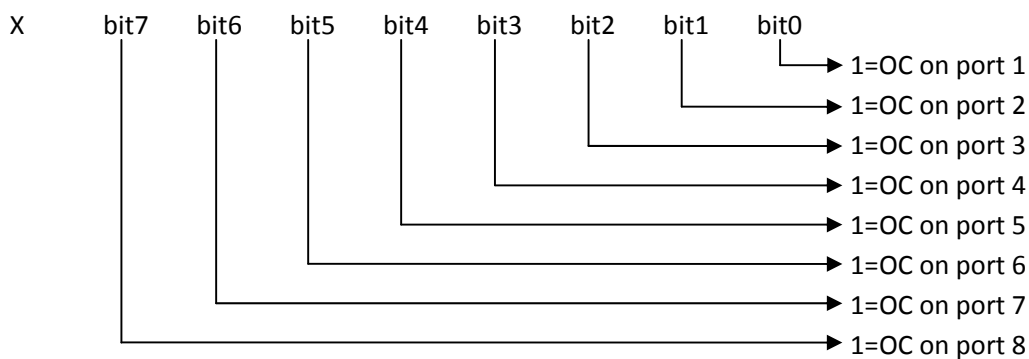 X bit7 bit6 bit5 bit4 bit3 bit2 bit1 bit0
1=OC on port 1
1=OC on port 2
1=OC on port 3
1=OC on port 4
1=OC on port 5
1=OC on port 6
1=OC on port 7
1=OC on port 8